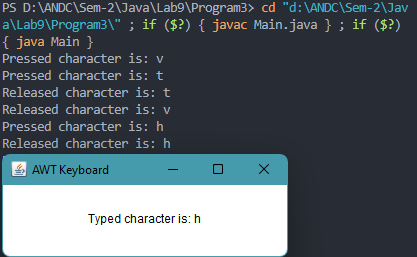 PS D:\ANDC\Sem-2\Java\Lab9\Program3> cd "d:\ANDC\Sem-2\Jav
a\Lab9\Program3\" ; if ($?) { javac Main.java } ; if ($?)
{ java Main }
Pressed character is: v
Pressed character is: t
Released character is: t
Released character is: v
Pressed character is: h
Released character is: h
AWT Keyboard
Typed character is: h